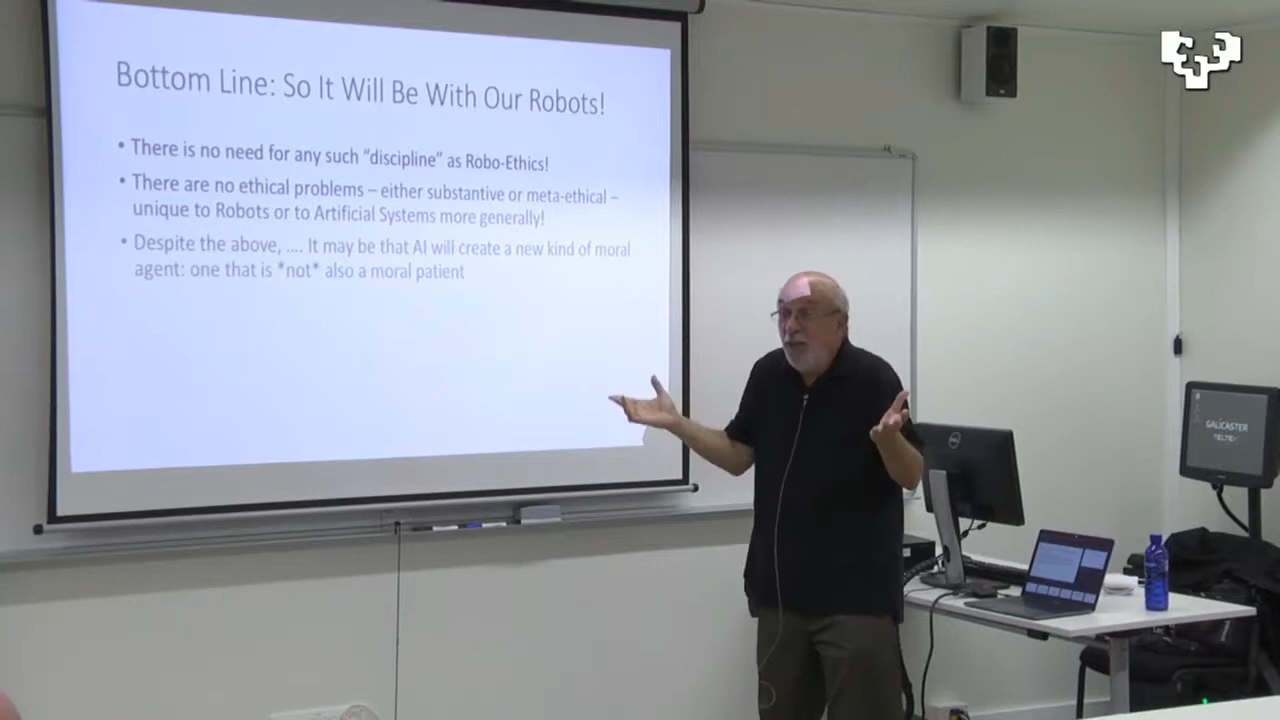 Bottom Line: So It Will Be With Our Robots!
• There is no need for any such “discipline” as Robo-Ethics!
• There are no ethical problems – either substantive or meta-ethical –
unique to Robots or to Artificial Systems more generally!
• Despite the above, .... It may be that AI will create a new kind of moral
agent: one that is *not* also a moral patient
DELL
GALICASTER
TELTEK